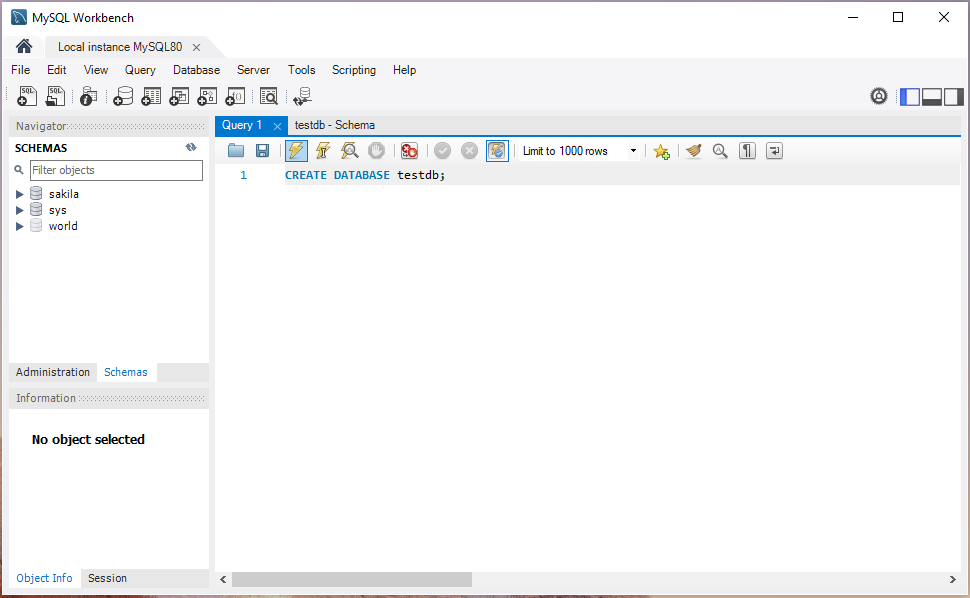 MySQL Workbench
Local instance MySQL80
File Edit View Query Database Server Tools Scripting Help
Navigator
Query 1 testdb - Schema
SCHEMAS
Limit to 1000 rows
Filter objects
1 CREATE DATABASE testdb;
sakila
sys
world
Administration Schemas
Information
No object selected
Object Info Session